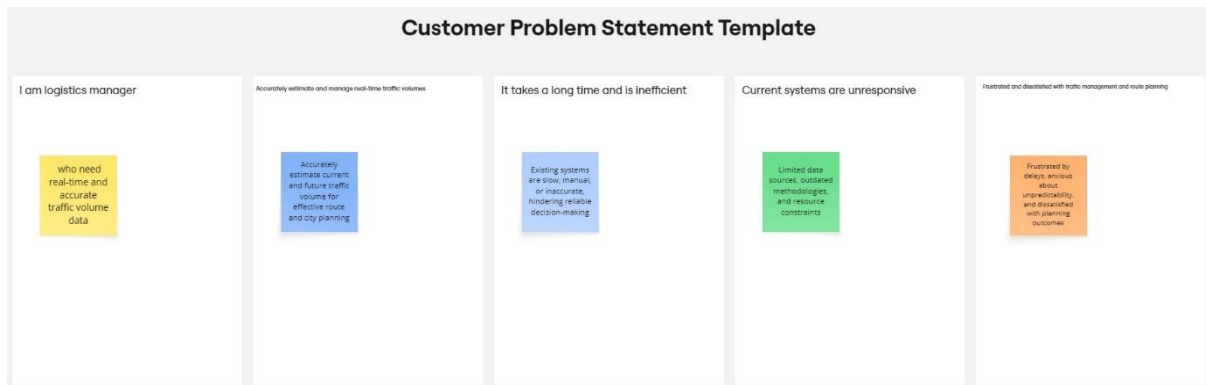 Customer Problem Statement Template
I am logistics manager
who need
real-time and
accurate
traffic volume
data
Accurately estimate and manage real-time traffic volumes
Accurately
estimate current
and future traffic
volume for
effective route
and city planning
It takes a long time and is inefficient
Existing systems
are slow, manual,
or inaccurate,
hindering reliable
decision-making
Current systems are unresponsive
Limited data
sources, outdated
methodologies,
and resource
constraints
Frustrated and dissatisfied with traffic management and route planning
Frustrated by
delays, anxious
about
unpredictability,
and dissatisfied
with planning
outcomes